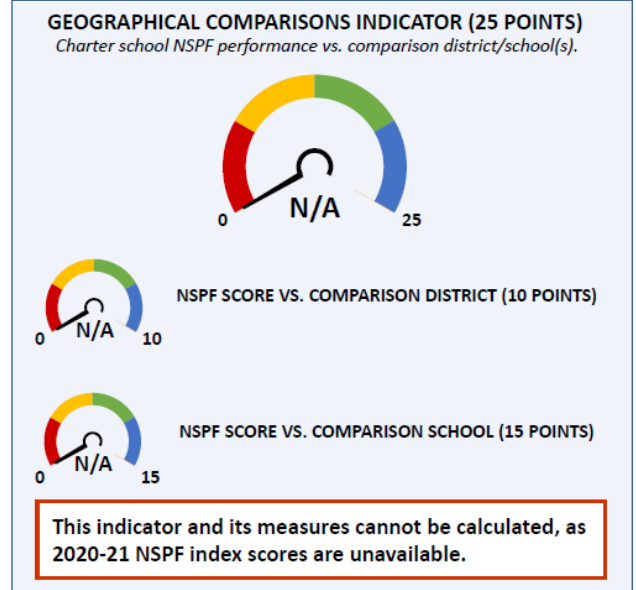 GEOGRAPHICAL COMPARISONS INDICATOR (25 POINTS)
Charter school NSPF performance vs. comparison district/school(s).
N/A
0
25
NSPF SCORE VS. COMPARISON DISTRICT (10 POINTS)
N/A
0
10
NSPF SCORE VS. COMPARISON SCHOOL (15 POINTS)
N/A
0
15
This indicator and its measures cannot be calculated, as
2020-21 NSPF index scores are unavailable.